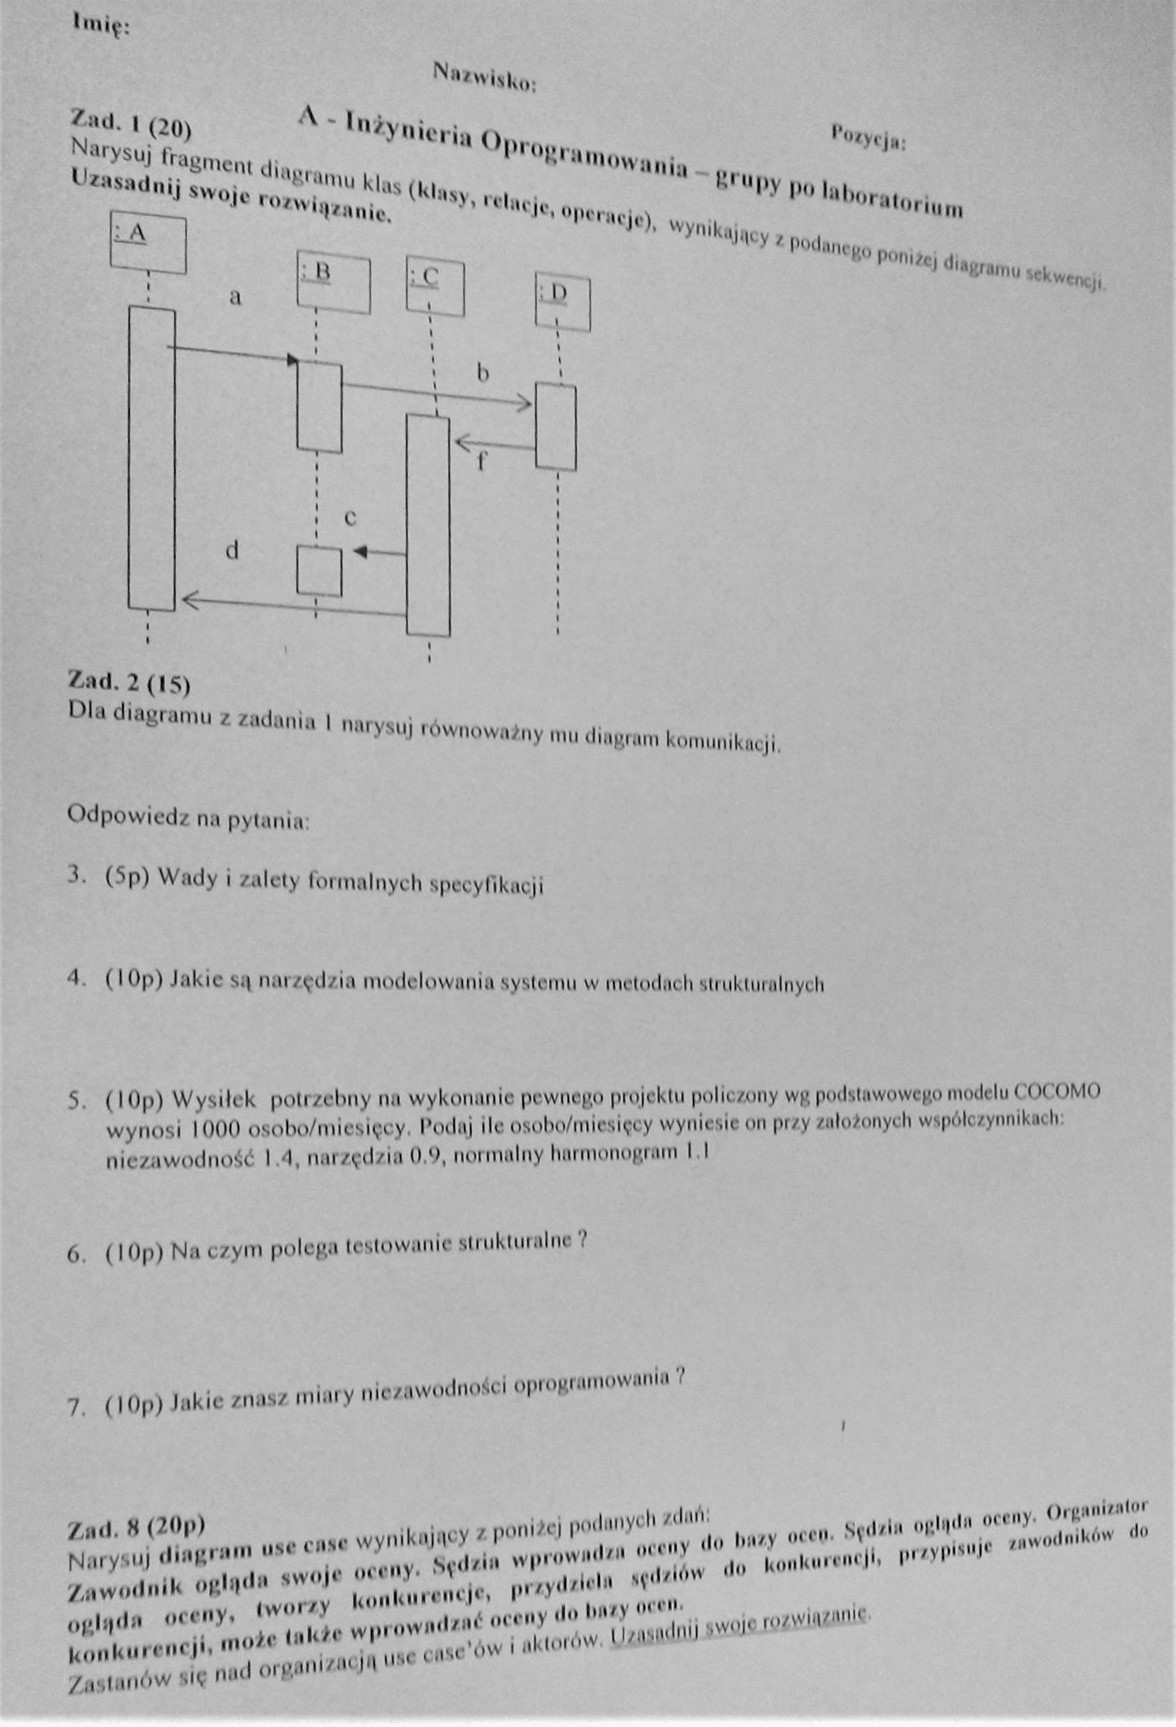 Imię:
Nazwisko:
Pozycja:
A - Inżynieria Oprogramowania – grupy po laboratorium
Zad. 1 (20)
Narysuj fragment diagramu klas (klasy, relacje, operacje), wynikający z podanego poniżej diagramu sekwencji.
Uzasadnij swoje rozwiązanie.
: A
: B
: C
: D
a
b
f
c
d
Zad. 2 (15)
Dla diagramu z zadania 1 narysuj równoważny mu diagram komunikacji.
Odpowiedz na pytania:
3. (5p) Wady i zalety formalnych specyfikacji
4. (10p) Jakie są narzędzia modelowania systemu w metodach strukturalnych
5. (10p) Wysiłek potrzebny na wykonanie pewnego projektu policzony wg podstawowego modelu COCOMO
wynosi 1000 osobo/miesięcy. Podaj ile osobo/miesięcy wyniesie on przy założonych współczynnikach:
niezawodność 1.4, narzędzia 0.9, normalny harmonogram 1.1
6. (10p) Na czym polega testowanie strukturalne ?
7. (10p) Jakie znasz miary niezawodności oprogramowania ?
Zad. 8 (20p)
Narysuj diagram use case wynikający z poniżej podanych zdań:
Zawodnik ogląda swoje oceny. Sędzia wprowadza oceny do bazy ocen. Sędzia ogląda oceny. Organizator
ogląda oceny, tworzy konkurencje, przydziela sędziów do konkurencji, przypisuje zawodników do
konkurencji, może także wprowadzać oceny do bazy ocen.
Zastanów się nad organizacją use case'ów i aktorów. Uzasadnij swoje rozwiązanie.